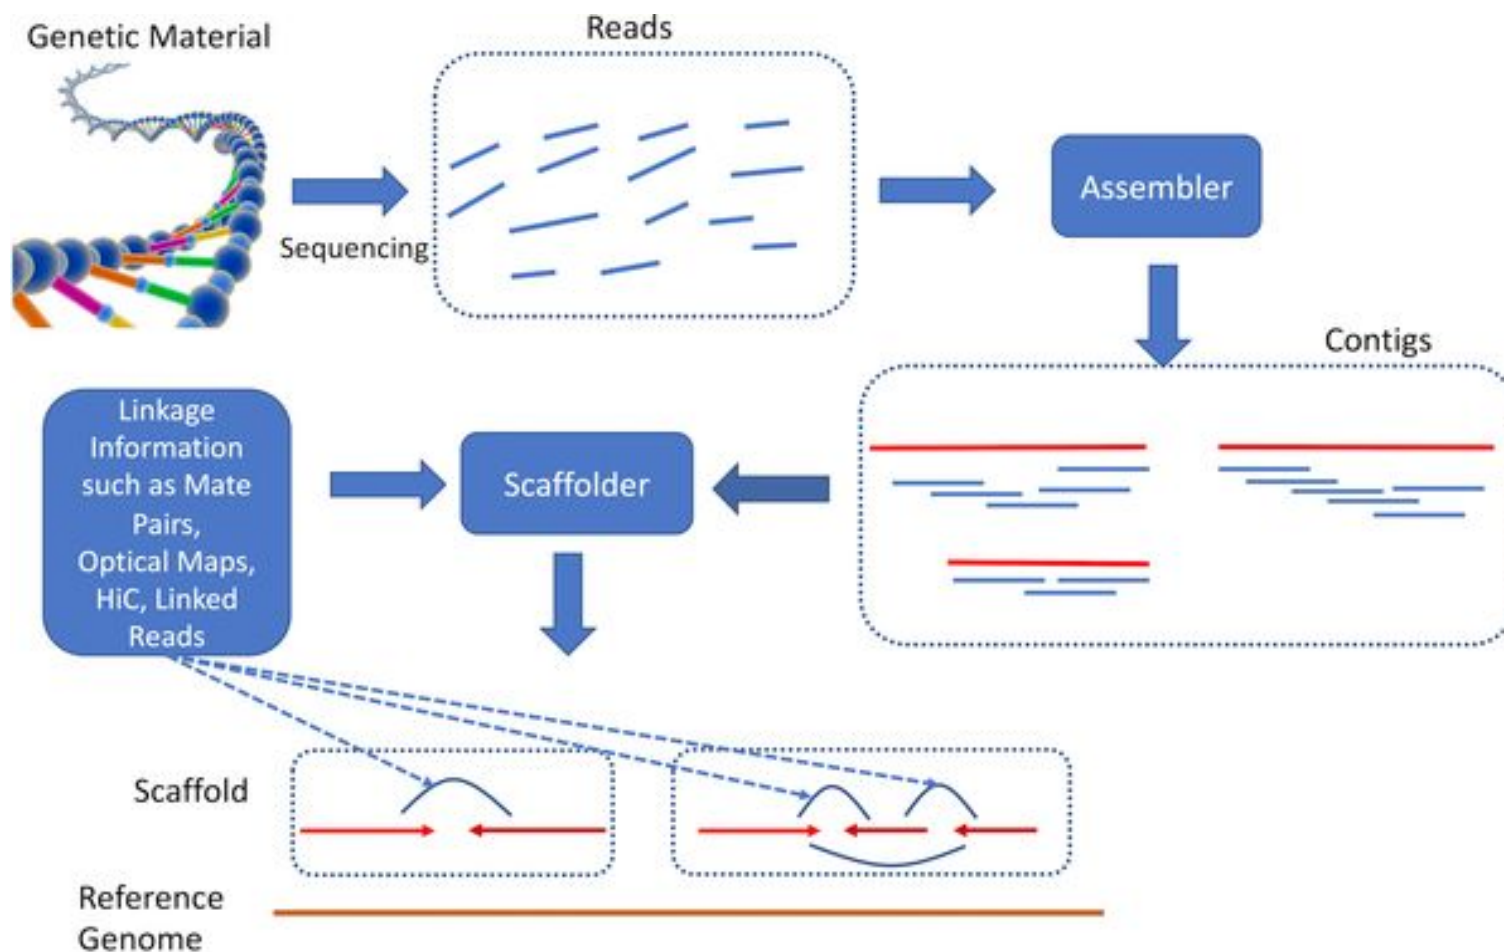 Genetic Material
Reads
Sequencing
Assembler
Contigs
Linkage
Information
such as Mate
Pairs,
Optical Maps,
HiC, Linked
Reads
Scaffolder
Scaffold
Reference
Genome